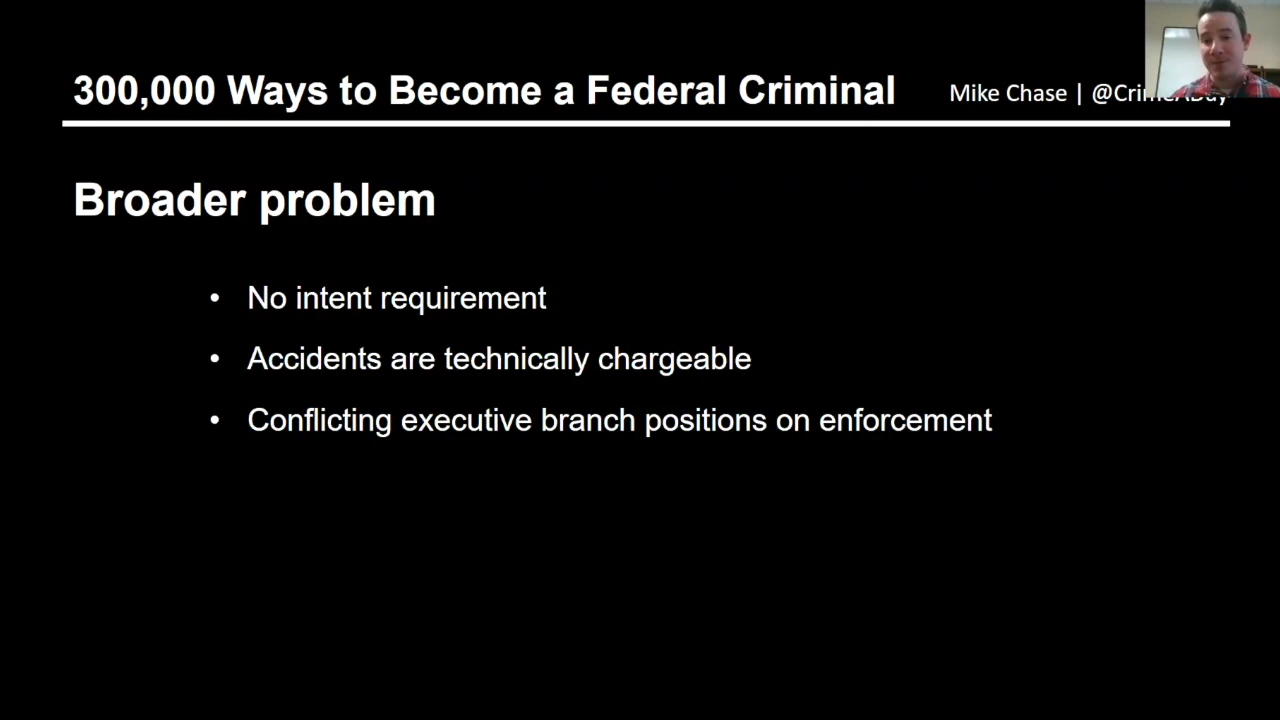 300,000 Ways to Become a Federal Criminal
Mike Chase |
Broader problem
• No intent requirement
• Accidents are technically chargeable
• Conflicting executive branch positions on enforcement